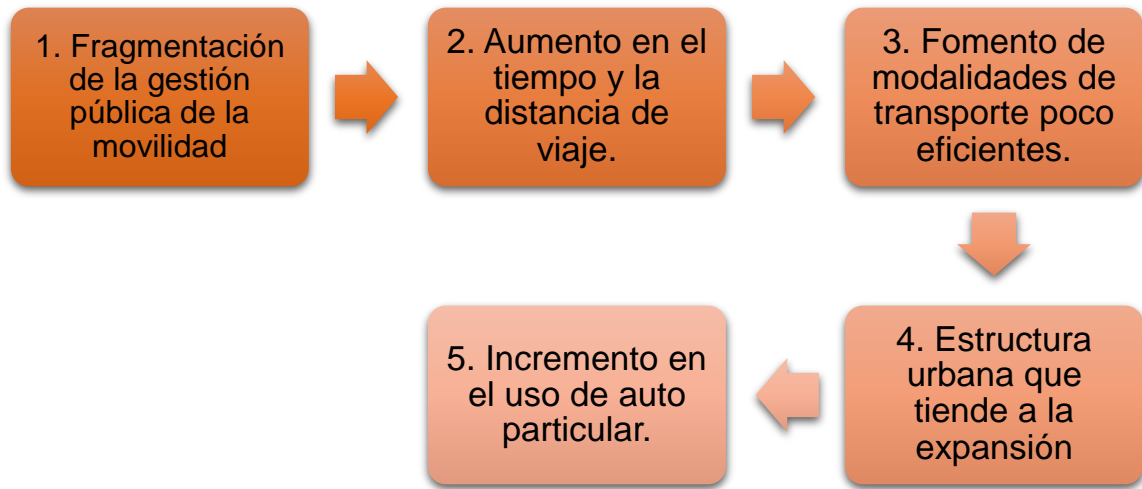 1. Fragmentación
de la gestión
pública de la
movilidad
2. Aumento en el
tiempo y la
distancia de
viaje.
3. Fomento de
modalidades de
transporte poco
eficientes.
4. Estructura
urbana que
tiende a la
expansión
5. Incremento en
el uso de auto
particular.